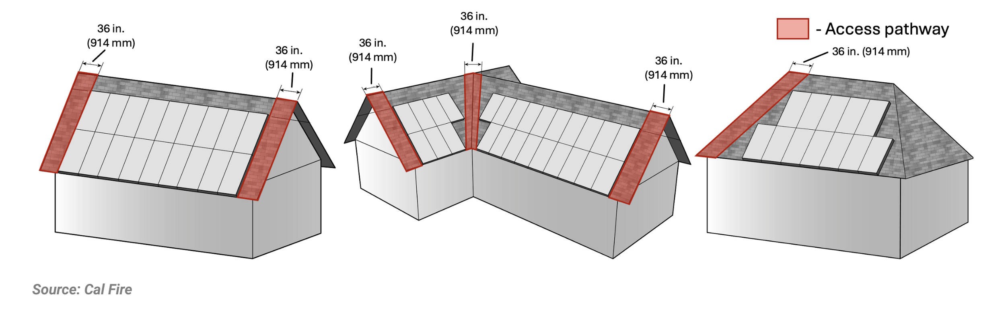 36 in.
(914 mm)
36 in.
(914 mm)
36 in.
(914 mm)
36 in.
(914 mm)
36 in.
(914 mm)
- Access pathway
36 in. (914 mm)
Source: Cal Fire